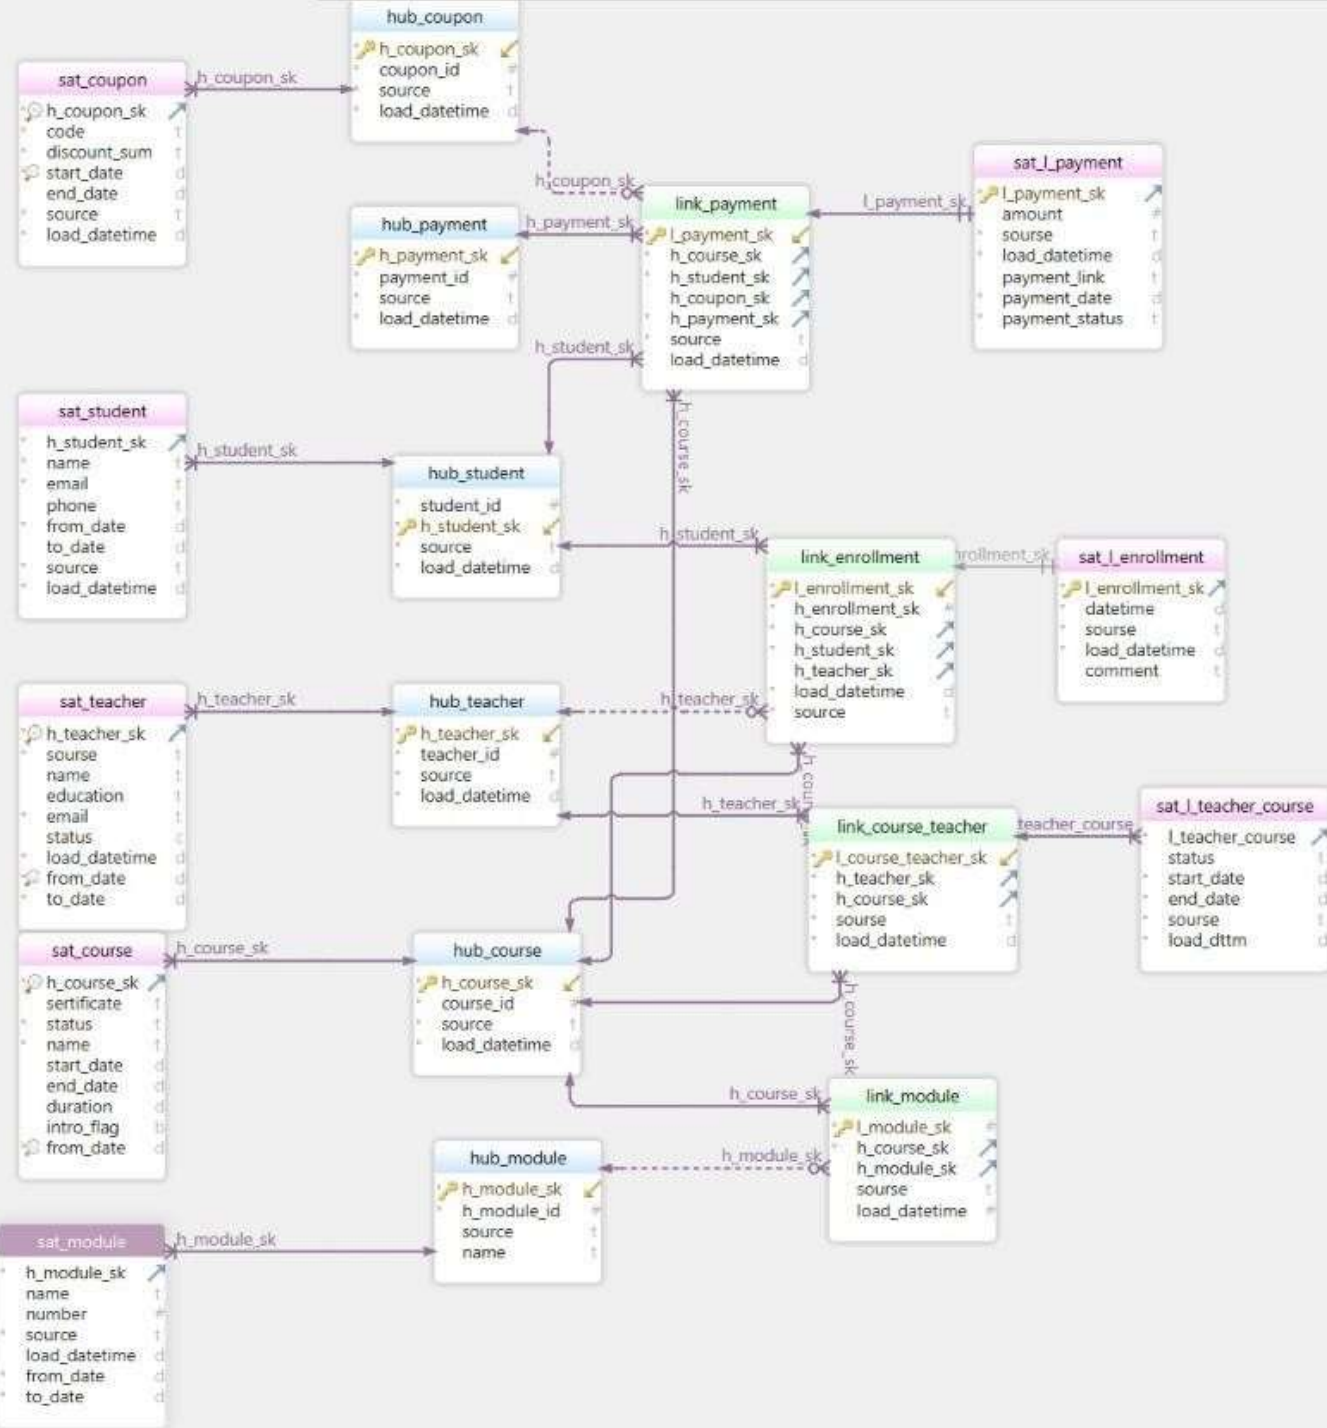 hub_coupon
h_coupon_sk
coupon_id
source
load_datetime
sat_coupon
h_coupon_sk
code
discount_sum
start_date
end_date
source
load_datetime
h_coupon_sk
h_coupon_sk
hub_payment
h_payment_sk
payment_id
source
load_datetime
h_payment_sk
link_payment
l_payment_sk
h_course_sk
h_student_sk
h_coupon_sk
h_payment_sk
source
load_datetime
l_payment_sk
sat_l_payment
l_payment_sk
amount
sourse
load_datetime
payment_link
payment_date
payment_status
h_student_sk
h_course_sk
sat_student
h_student_sk
name
email
phone
from_date
to_date
source
load_datetime
h_student_sk
hub_student
student_id
h_student_sk
source
load_datetime
h_student_sk
link_enrollment
l_enrollment_sk
h_enrollment_sk
h_course_sk
h_student_sk
h_teacher_sk
load_datetime
source
nrollment_sk
sat_l_enrollment
l_enrollment_sk
datetime
sourse
load_datetime
comment
sat_teacher
h_teacher_sk
sourse
name
education
email
status
load_datetime
from_date
to_date
h_teacher_sk
hub_teacher
h_teacher_sk
teacher_id
source
load_datetime
h_teacher_sk
h_cour
h_teacher_sk
link_course_teacher
l_course_teacher_sk
h_teacher_sk
h_course_sk
sourse
load_datetime
teacher_course
sat_l_teacher_course
l_teacher_course
status
start_date
end_date
sourse
load_dttm
sat_course
h_course_sk
sertificate
status
name
start_date
end_date
duration
intro_flag
from_date
h_course_sk
hub_course
h_course_sk
course_id
source
load_datetime
h_course_sk
h_course_sk
link_module
l_module_sk
h_course_sk
h_module_sk
sourse
load_datetime
h_module_sk
hub_module
h_module_sk
h_module_id
source
name
sat_module
h_module_sk
name
number
source
load_datetime
from_date
to_date
h_module_sk